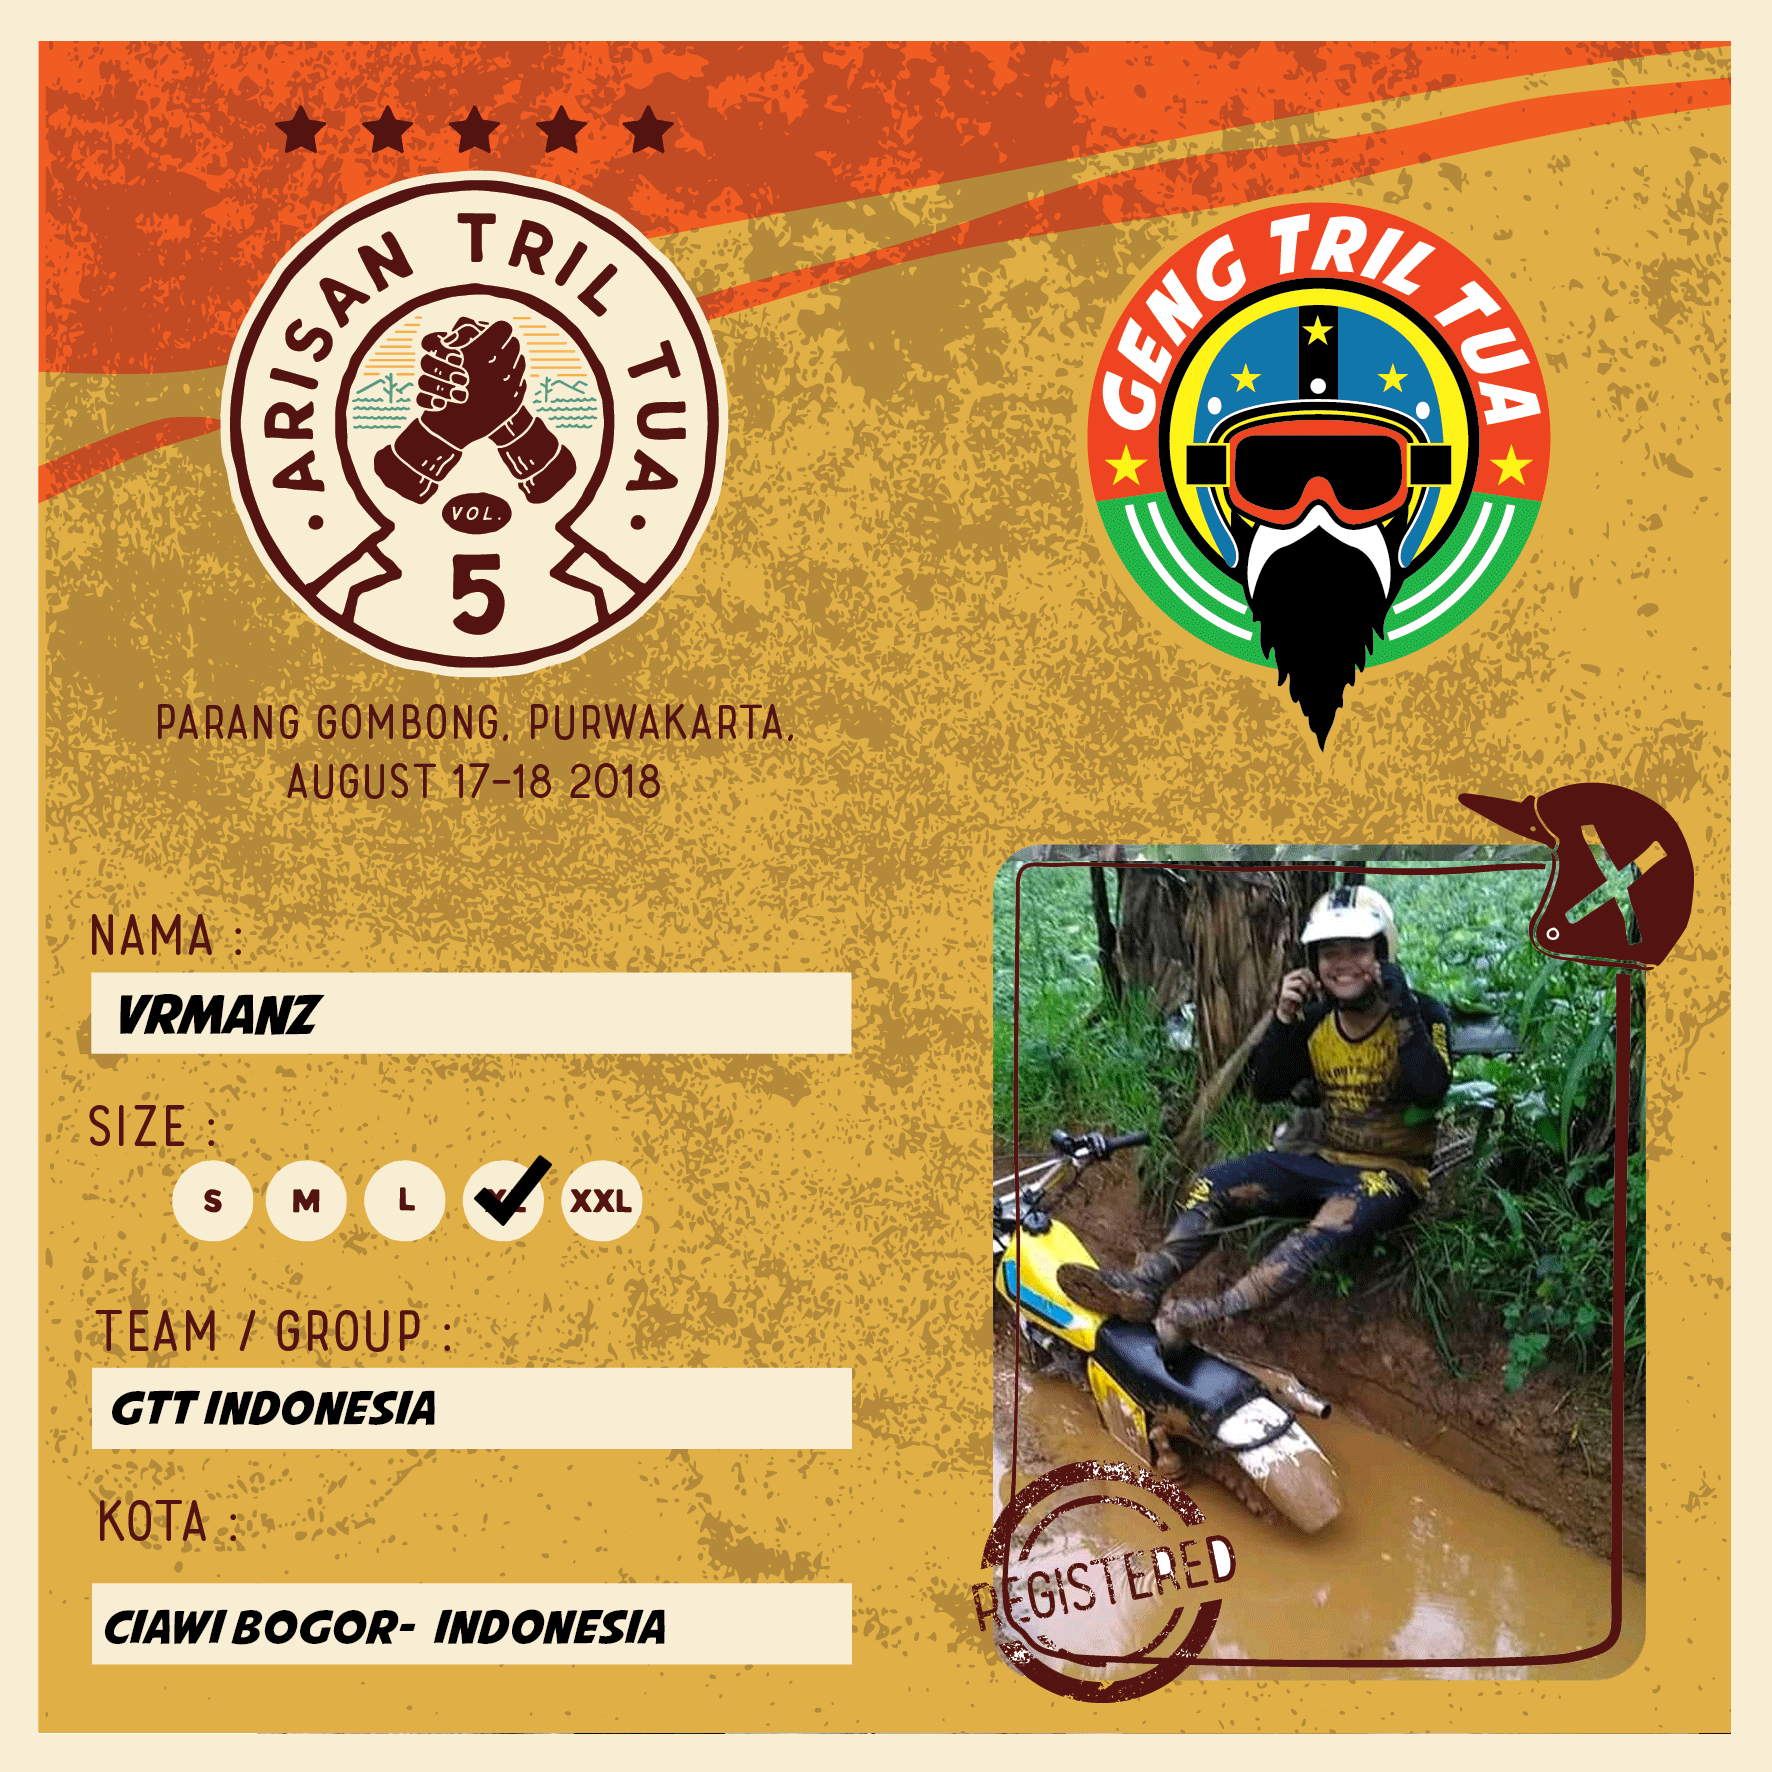 ARISAN TRIL TUA
VOL.
5
GENG TRIL TUA
PARANG GOMBONG, PURWAKARTA,
AUGUST 17-18 2018
NAMA :
VRMANZ
SIZE :
S M L XL XXL
TEAM / GROUP :
GTT INDONESIA
KOTA :
CIAWI BOGOR- INDONESIA
REGISTERED